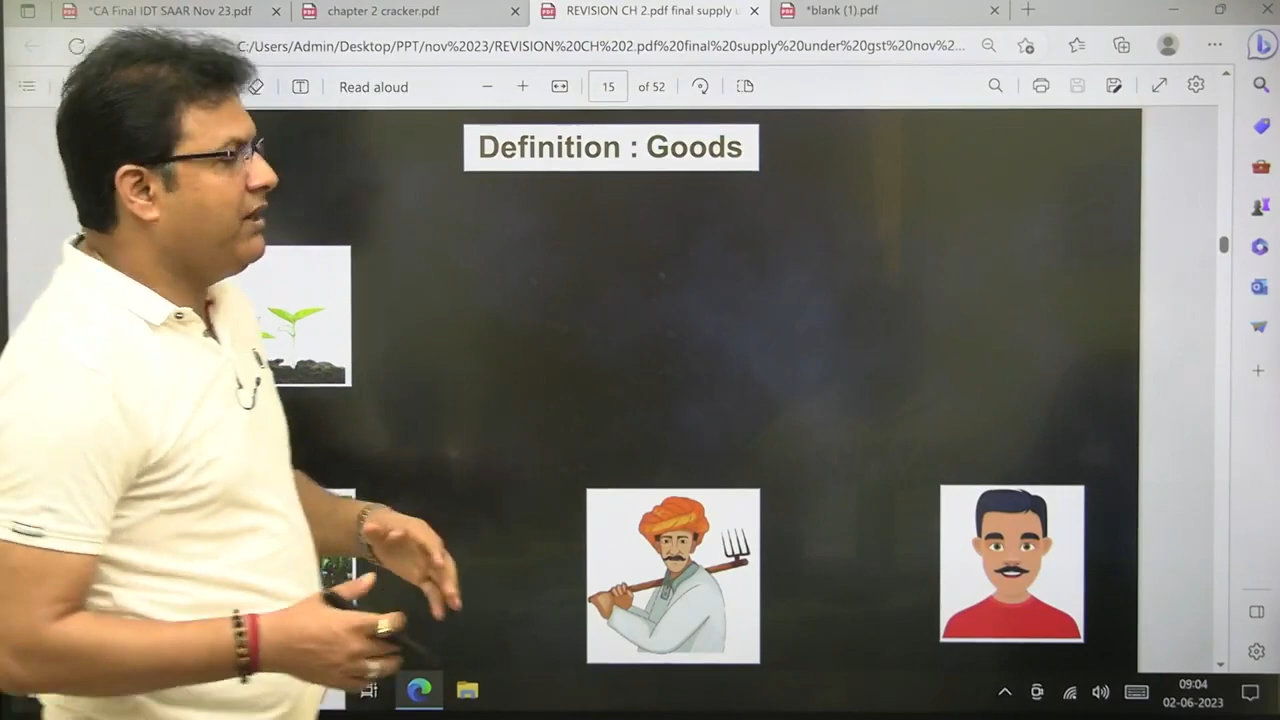 *CA Final IDT SAAR Nov 23.pdf
chapter 2 cracker.pdf
REVISION CH 2.pdf final supply u
*blank (1).pdf
C:/Users/Admin/Desktop/PPT/nov%2023/REVISION%20CH%202.pdf%20final%20supply%20under%20gst%20nov%2...
Read aloud
15
of 52
Definition : Goods
09:04
02-06-2023